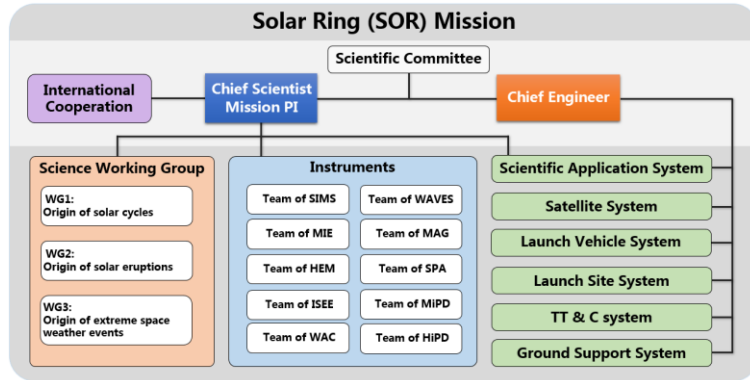 Solar Ring (SOR) Mission
Scientific Committee
International
Cooperation
Chief Scientist
Mission PI
Chief Engineer
Science Working Group
WG1:
Origin of solar cycles
WG2:
Origin of solar eruptions
WG3:
Origin of extreme space
weather events
Instruments
Team of SIMS
Team of WAVES
Team of MIE
Team of MAG
Team of HEM
Team of SPA
Team of ISEE
Team of MiPD
Team of WAC
Team of HiPD
Scientific Application System
Satellite System
Launch Vehicle System
Launch Site System
TT & C system
Ground Support System